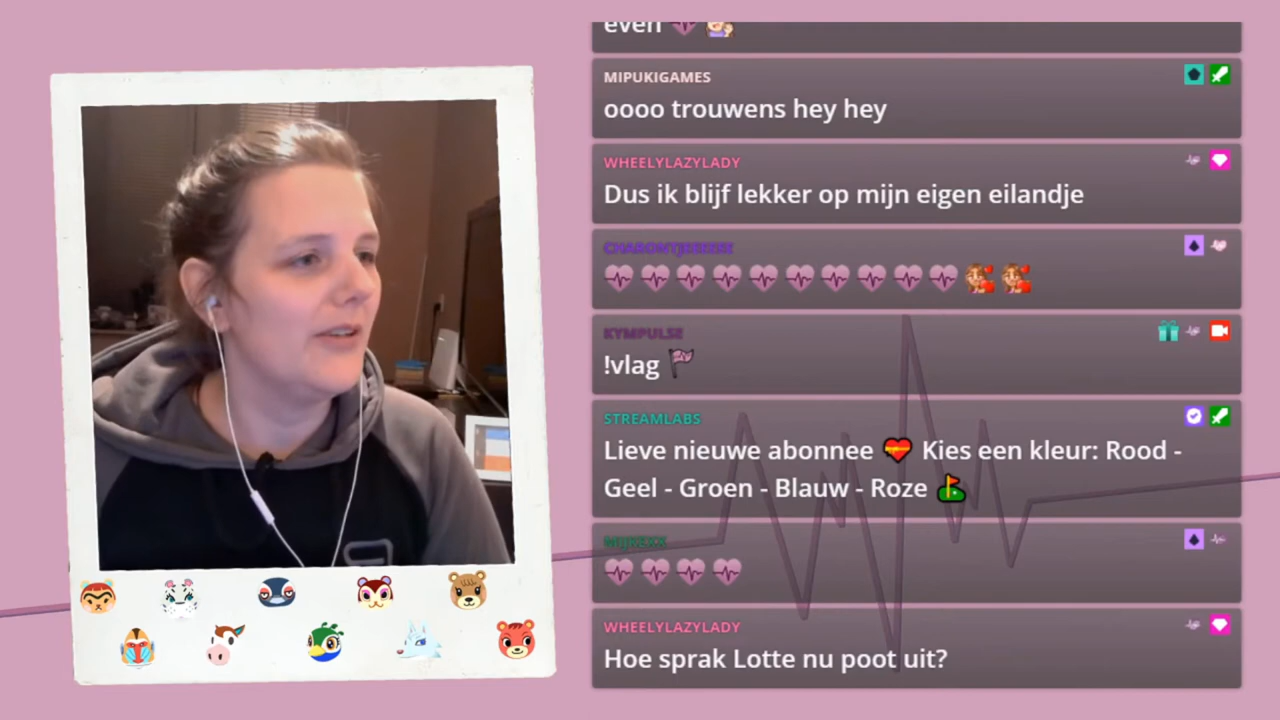 even
MIPUKIGAMES
oooo trouwens hey hey
WHEELYLAZYLADY
Dus ik blijf lekker op mijn eigen eilandje
KYMPULSE
!vlag
STREAMLABS
Lieve nieuwe abonnee Kies een kleur: Rood -
Geel - Groen - Blauw - Roze
WHEELYLAZYLADY
Hoe sprak Lotte nu poot uit?